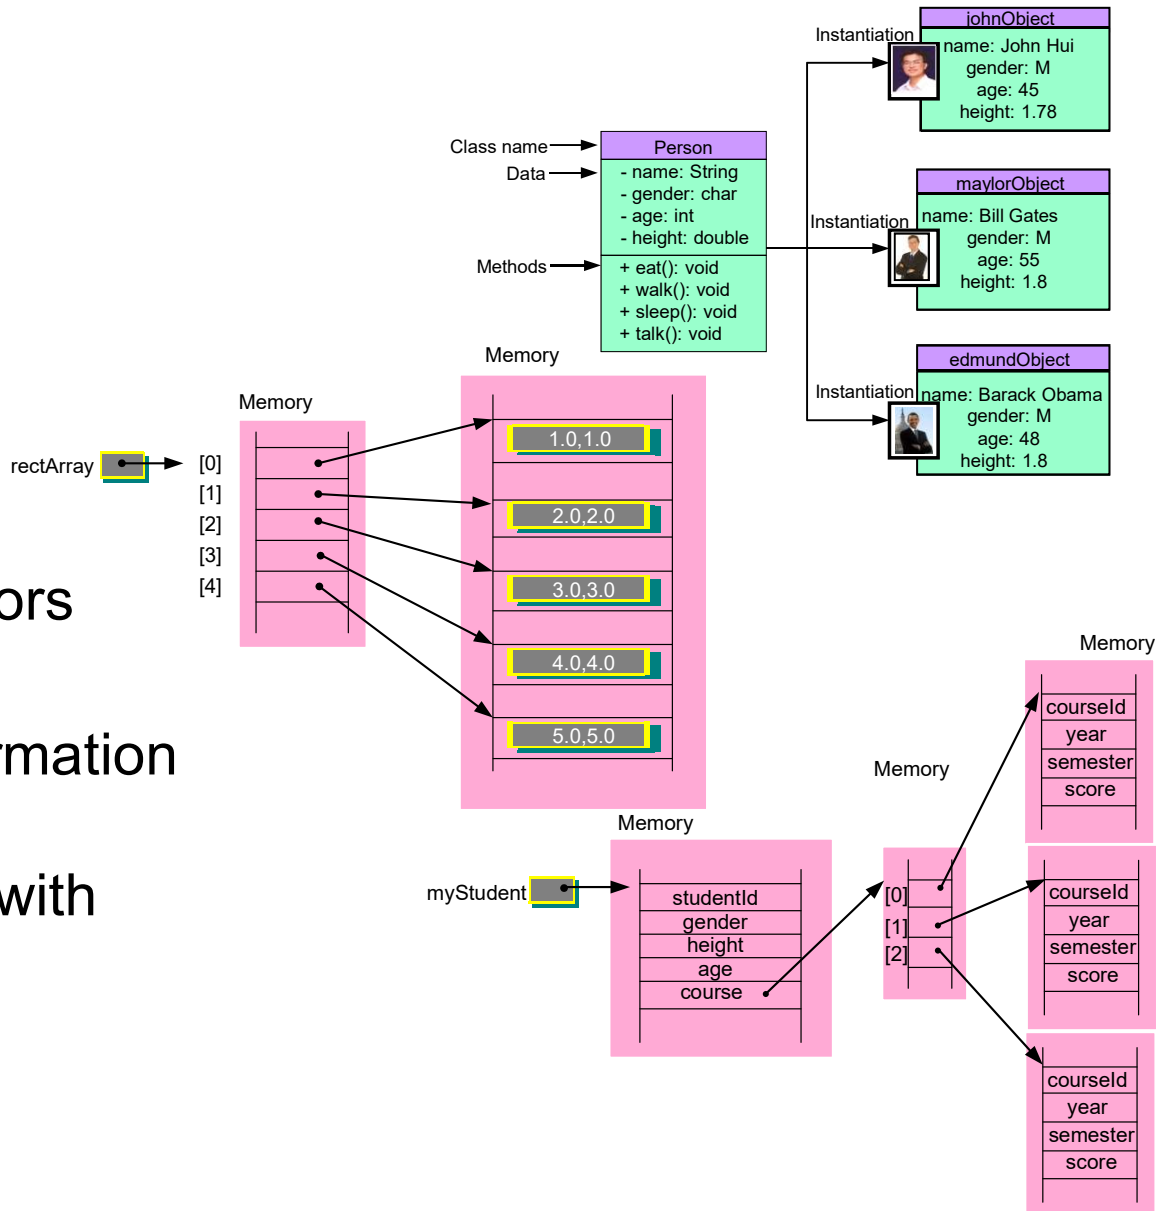 johnObject
Instantiation
name: John Hui
gender: M
age: 45
height: 1.78
Class name
Person
Data
- name: String
- gender: char
- age: int
- height: double
Methods
+ eat(): void
+ walk(): void
+ sleep(): void
+ talk(): void
maylorObject
Instantiation
name: Bill Gates
gender: M
age: 55
height: 1.8
edmundObject
Instantiation
name: Barack Obama
gender: M
age: 48
height: 1.8
Memory
Memory
rectArray
[0]
[1]
[2]
[3]
[4]
1.0,1.0
2.0,2.0
3.0,3.0
4.0,4.0
5.0,5.0
ors
rmation
with
Memory
myStudent
studentId
gender
height
age
course
Memory
[0]
[1]
[2]
Memory
courseId
year
semester
score
courseId
year
semester
score
courseId
year
semester
score